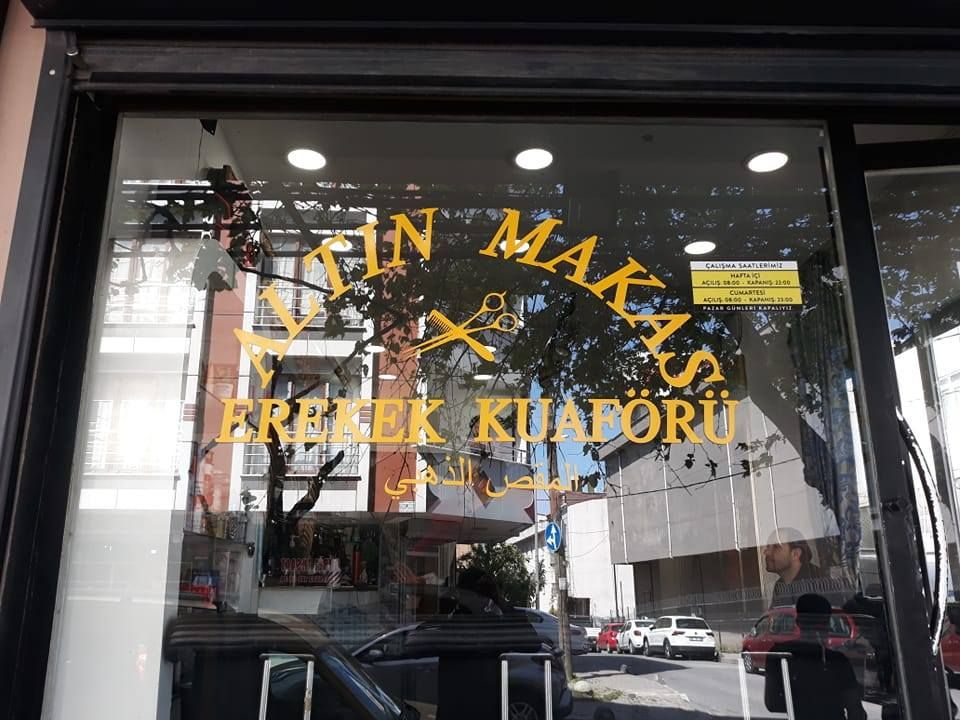 ALTIN MAKAS
EREKEK KUAFÖRÜ
المقص الذهبي
ÇALIŞMA SAATLERİMİZ
HAFTA İÇİ
AÇILIŞ: 08:00 - KAPANIŞ: 22:00
CUMARTESİ
AÇILIŞ: 08:00 - KAPANIŞ: 23:00
PAZAR GÜNLERİ KAPALIYIZ